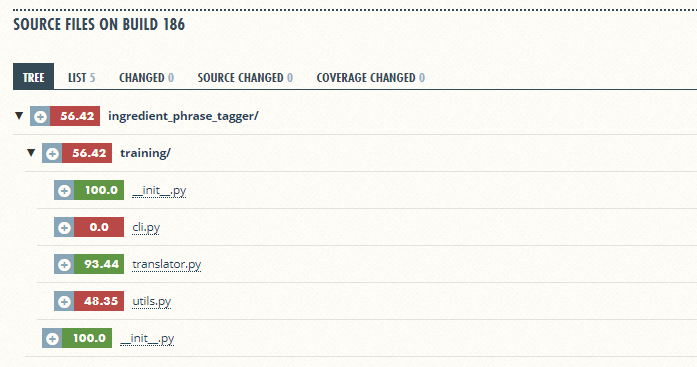 SOURCE FILES ON BUILD 186
TREE LIST 5 CHANGED 0 SOURCE CHANGED 0 COVERAGE CHANGED 0
56.42 ingredient_phrase_tagger/
56.42 training/
100.0 __init__.py
0.0 cli.py
93.44 translator.py
48.35 utils.py
100.0 __init__.py